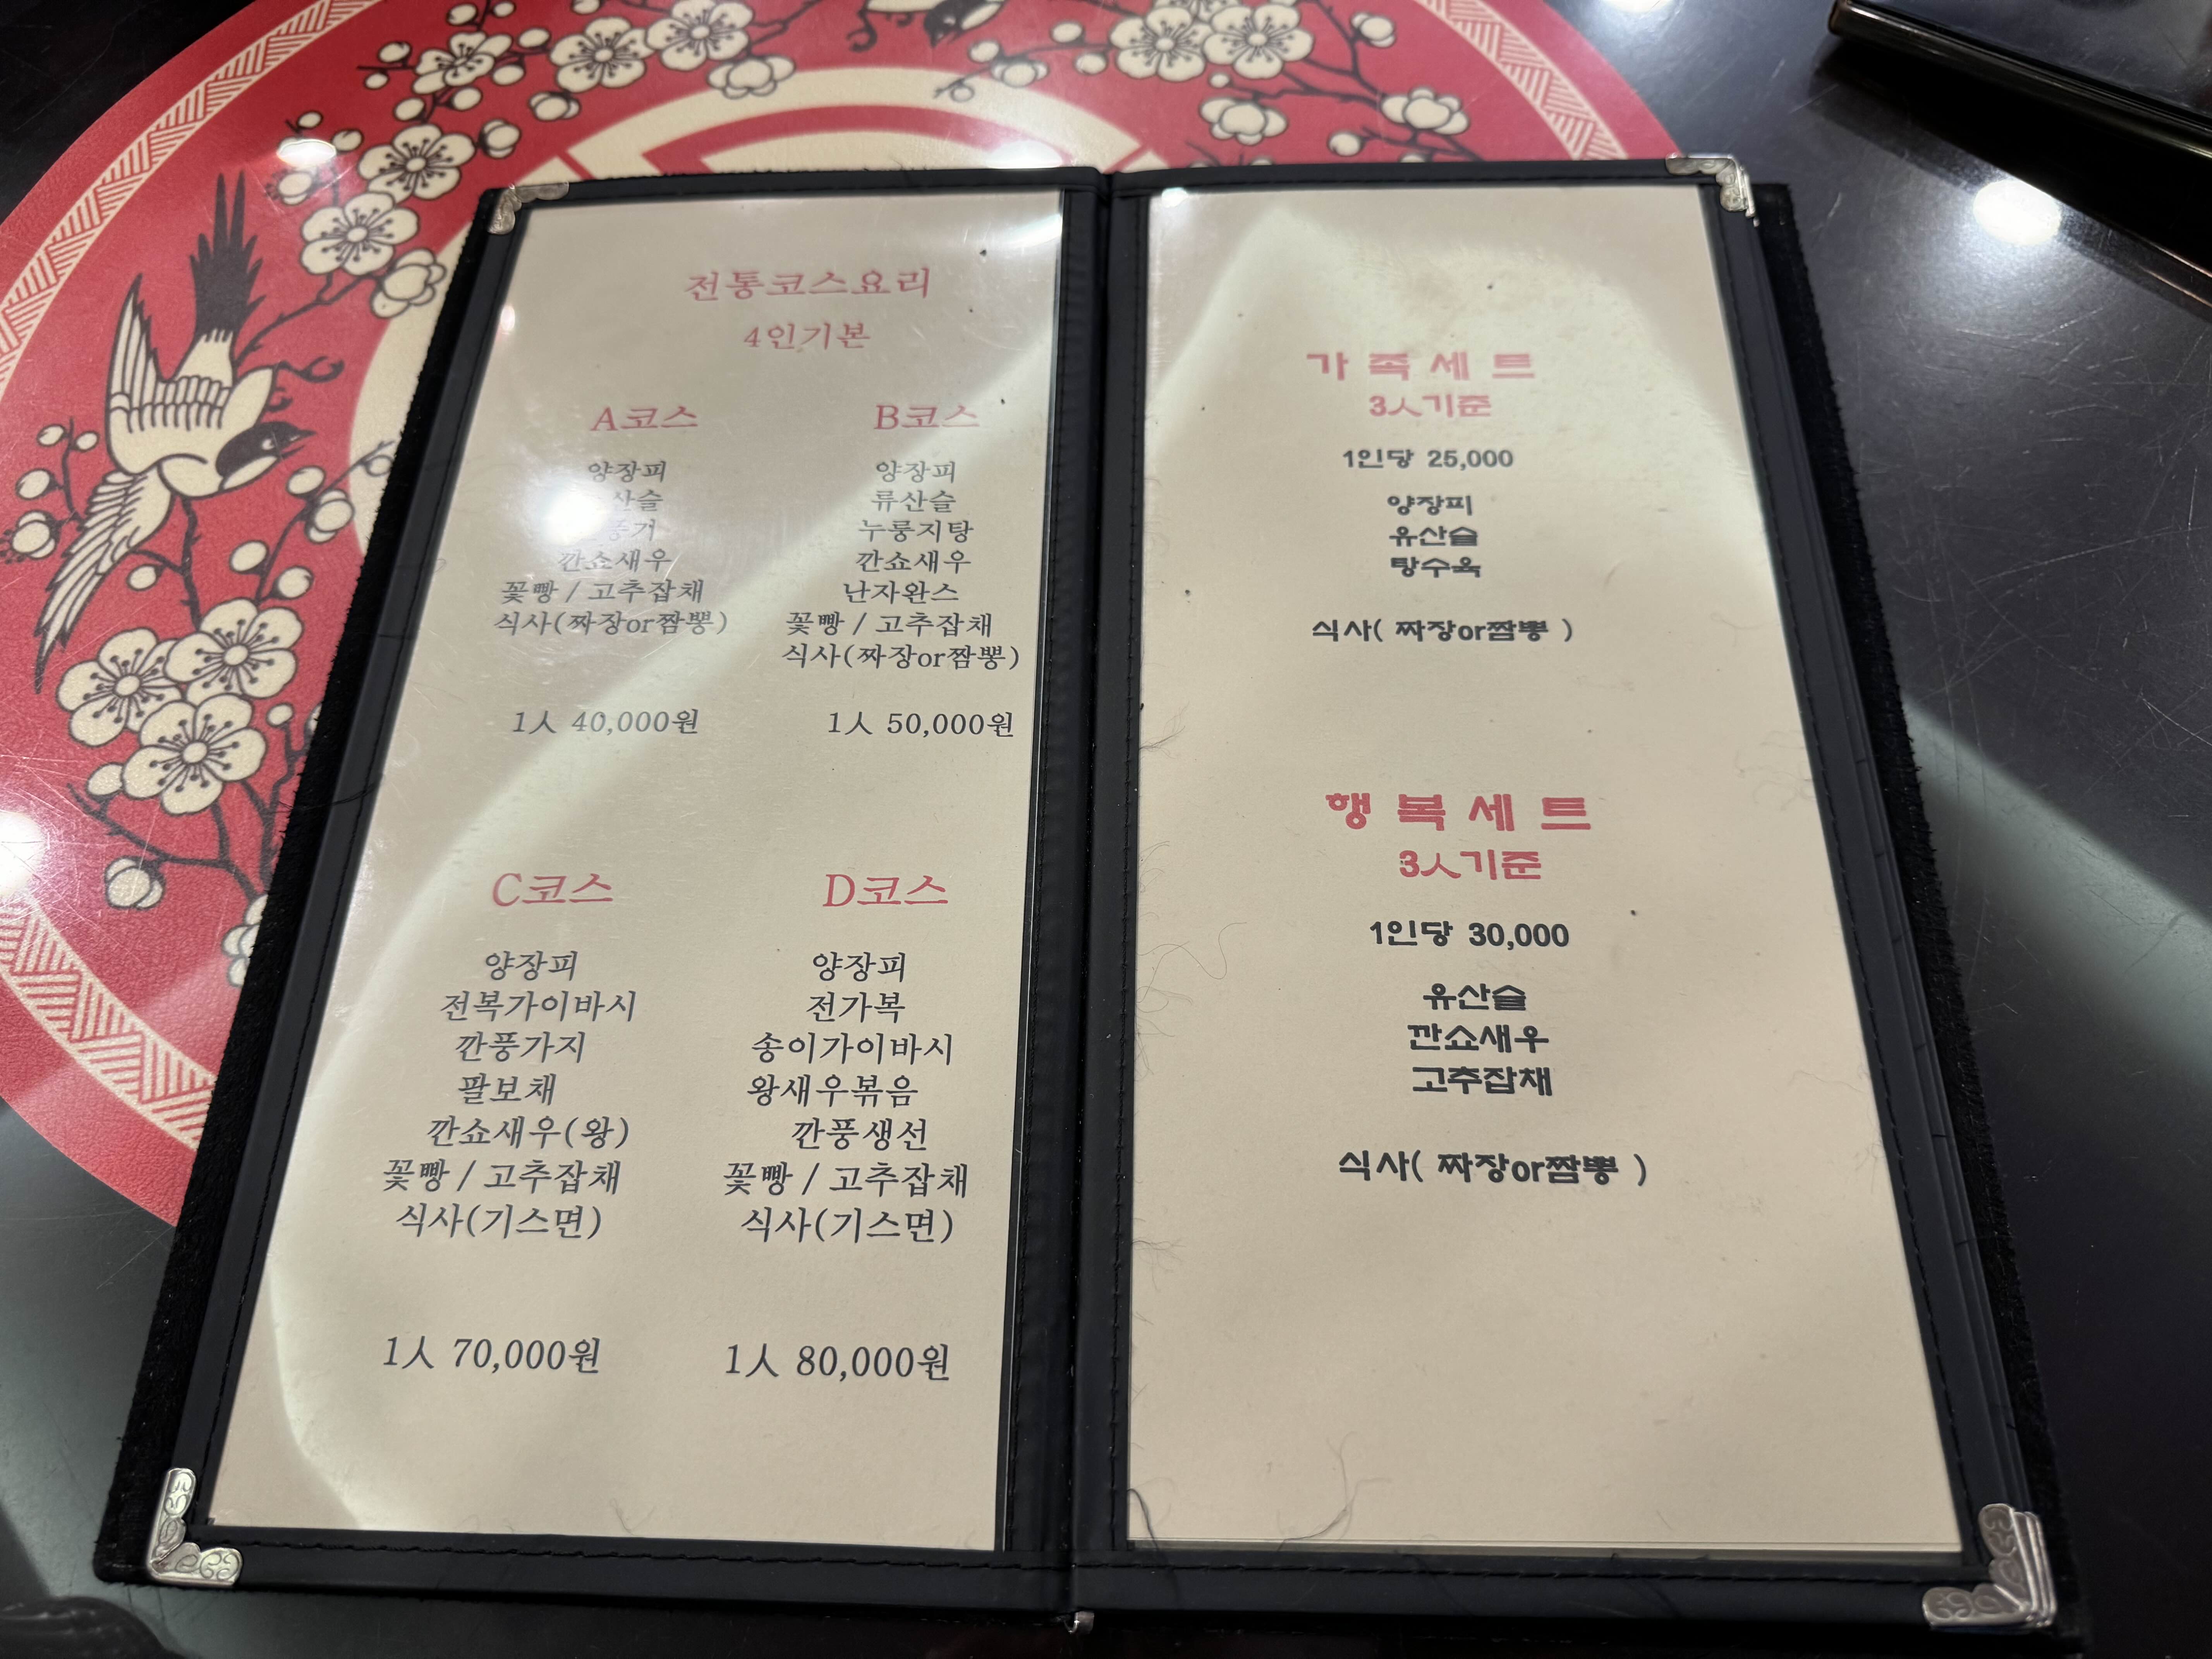 전통코스요리
4인기본
A코스
양장피
깐쇼새우
꽃빵 / 고추잡채
식사(짜장or짬뽕)
1人 40,000원
B코스
양장피
류산슬
누룽지탕
깐쇼새우
난자완스
꽃빵 / 고추잡채
식사(짜장or짬뽕)
1人 50,000원
C코스
양장피
전복가이바시
깐풍가지
팔보채
깐쇼새우(왕)
꽃빵 / 고추잡채
식사(기스면)
1人 70,000원
D코스
양장피
전가복
송이가이바시
왕새우볶음
깐풍생선
꽃빵 / 고추잡채
식사(기스면)
1人 80,000원
가족세트
3人기준
1인당 25,000
양장피
유산슬
탕수육
식사( 짜장or짬뽕 )
행복세트
3人기준
1인당 30,000
유산슬
깐쇼새우
고추잡채
식사( 짜장or짬뽕 )